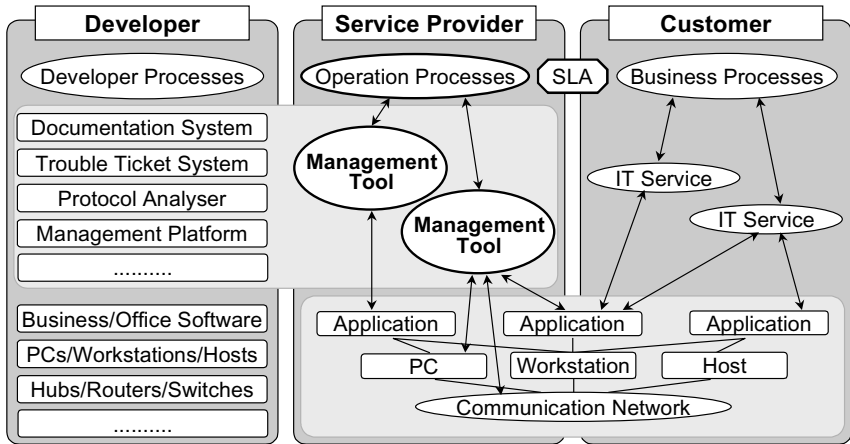 Developer
Service Provider
Customer
Developer Processes
Operation Processes
SLA
Business Processes
Documentation System
Trouble Ticket System
Protocol Analyser
Management Platform
..........
Management
Tool
Management
Tool
IT Service
IT Service
Business/Office Software
PCs/Workstations/Hosts
Hubs/Routers/Switches
..........
Application
Application
Application
PC
Workstation
Host
Communication Network